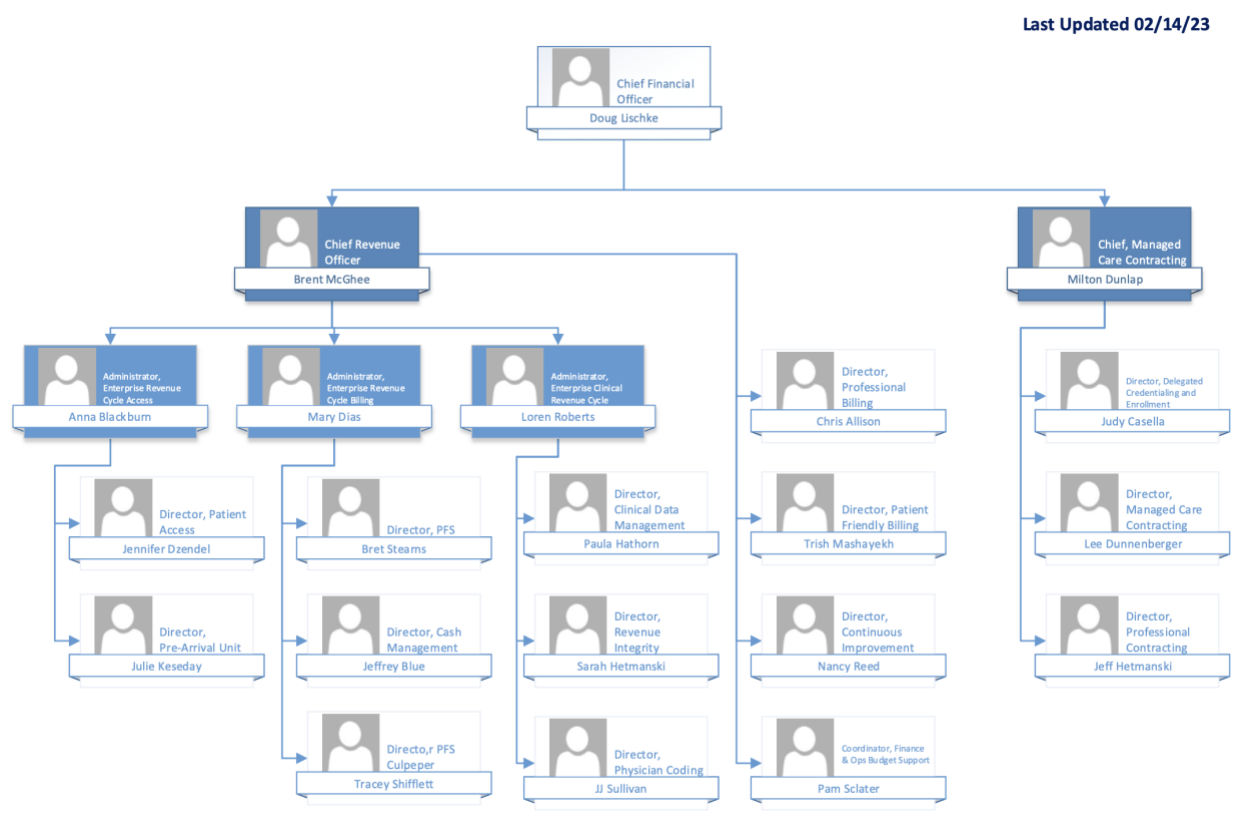 Last Updated 02/14/23
Chief Financial
Officer
Doug Lischke
Chief Revenue
Officer
Brent McGhee
Chief, Managed
Care Contracting
Milton Dunlap
Administrator,
Enterprise Revenue
Cycle Access
Anna Blackburn
Administrator,
Enterprise Revenue
Cycle Billing
Mary Dias
Administrator,
Enterprise Clinical
Revenue Cycle
Loren Roberts
Director,
Professional
Billing
Chris Allison
Director, Delegated
Credentialing and
Enrollment
Judy Casella
Director, Patient
Access
Jennifer Dzendel
Director, PFS
Bret Stearns
Director,
Clinical Data
Management
Paula Hathorn
Director, Patient
Friendly Billing
Trish Mashayekh
Director,
Managed Care
Contracting
Lee Dunnenberger
Director,
Pre-Arrival Unit
Julie Keseday
Director, Cash
Management
Jeffrey Blue
Director,
Revenue
Integrity
Sarah Hetmanski
Director,
Continuous
Improvement
Nancy Reed
Director,
Professional
Contracting
Jeff Hetmanski
Directo,r PFS
Culpeper
Tracey Shifflett
Director,
Physician Coding
JJ Sullivan
Coordinator, Finance
& Ops Budget Support
Pam Sclater